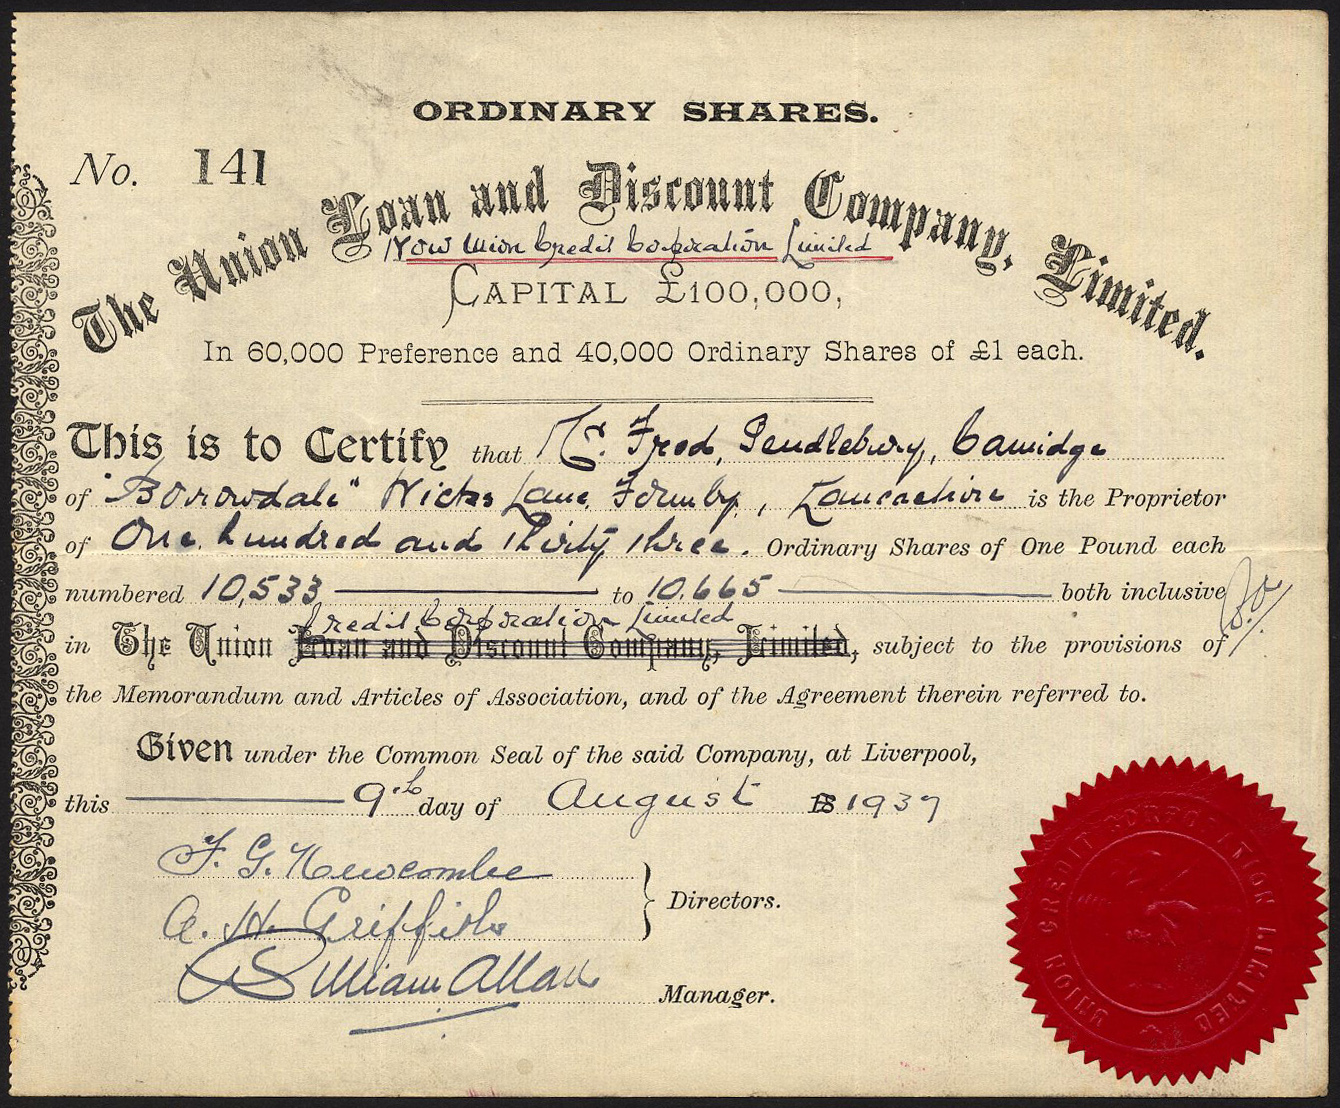 ORDINARY SHARES.
No. 141
The Union Loan and Discount Company, Limited.
Now Union Credit Corporation Limited
CAPITAL £100,000,
In 60,000 Preference and 40,000 Ordinary Shares of £1 each.
This is to Certify that Mr. Fred, Pendlebury, Camidge
of "Borrowdale" Wicks Lane, Formby, Lancashire is the Proprietor
of One hundred and Thirty three. Ordinary Shares of One Pound each
numbered 10,533 to 10.665 both inclusive
Credit Corporation Limited
in The Union Loan and Discount Company, Limited, subject to the provisions of
the Memorandum and Articles of Association, and of the Agreement therein referred to.
Given under the Common Seal of the said Company, at Liverpool,
this 9th day of August 1937
F. G. Newcombe
A. H. Griffiths
Directors.
William Allan
Manager.
UNION CREDIT CORPORATION LIMITED